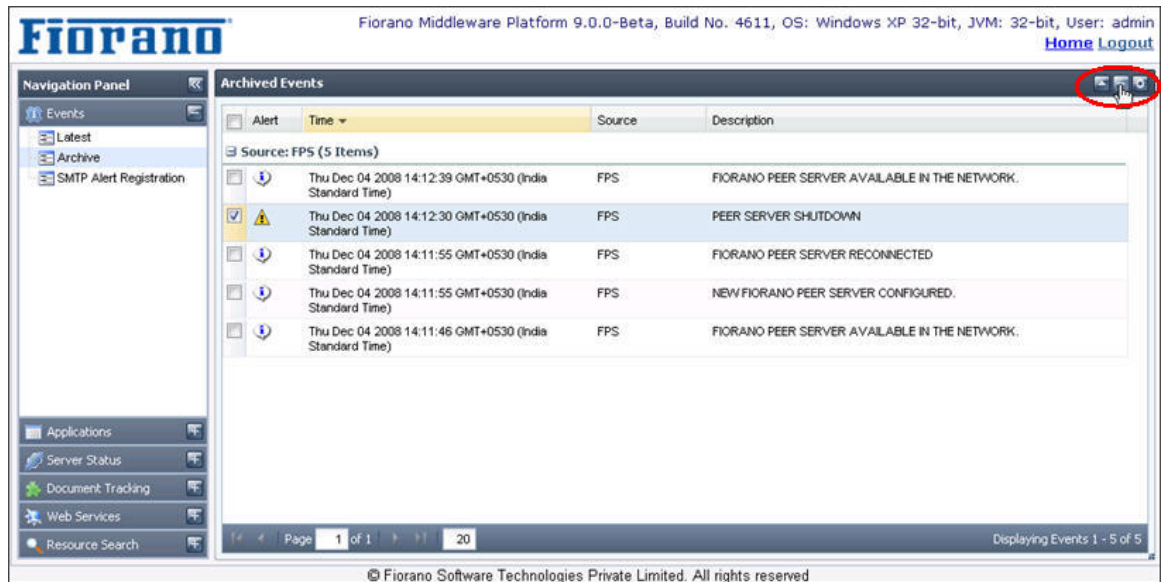 Fiorano
Fiorano Middleware Platform 9.0.0-Beta, Build No. 4611, OS: Windows XP 32-bit, JVM: 32-bit, User: admin
Home Logout
Navigation Panel
Events
Latest
Archive
SMTP Alert Registration
Applications
Server Status
Document Tracking
Web Services
Resource Search
Archived Events
Alert Time Source Description
Source: FPS (5 Items)
Thu Dec 04 2008 14:12:39 GMT+0530 (India
Standard Time)
FPS
FIORANO PEER SERVER AVAILABLE IN THE NETWORK.
Thu Dec 04 2008 14:12:30 GMT+0530 (India
Standard Time)
FPS
PEER SERVER SHUTDOWN
Thu Dec 04 2008 14:11:55 GMT+0530 (India
Standard Time)
FPS
FIORANO PEER SERVER RECONNECTED
Thu Dec 04 2008 14:11:55 GMT+0530 (India
Standard Time)
FPS
NEW FIORANO PEER SERVER CONFIGURED.
Thu Dec 04 2008 14:11:46 GMT+0530 (India
Standard Time)
FPS
FIORANO PEER SERVER AVAILABLE IN THE NETWORK.
Page 1 of 1 20
Displaying Events 1 - 5 of 5
© Fiorano Software Technologies Private Limited. All rights reserved